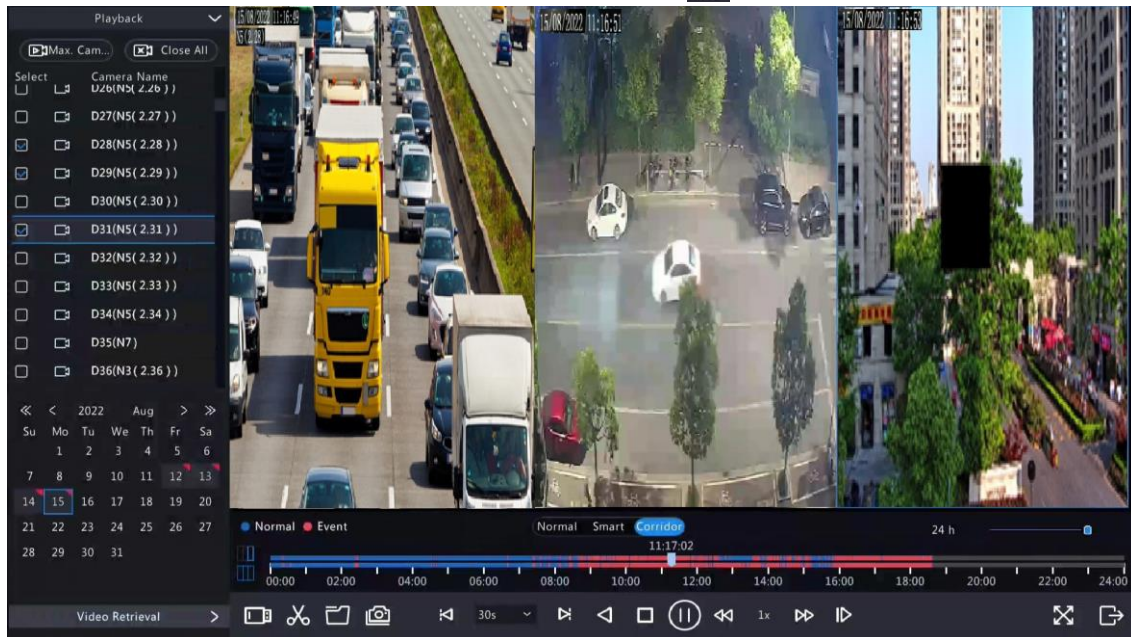 Playback
Max. Cam... Close All
Select Camera Name
D26(N5( 2.26 ) )
D27(N5( 2.27 ) )
D28(N5( 2.28 ) )
D29(N5( 2.29 ) )
D30(N5( 2.30 ) )
D31(N5( 2.31 ) )
D32(N5( 2.32 ) )
D33(N5( 2.33 ) )
D34(N5( 2.34 ) )
D35(N7 )
D36(N3( 2.36 ) )
« < 2022 Aug > »
Su Mo Tu We Th Fr Sa
1 2 3 4 5 6
7 8 9 10 11 12 13
14 15 16 17 18 19 20
21 22 23 24 25 26 27
28 29 30 31
Video Retrieval >
15/08/2022 11:16:49
N5(2.28)
15/08/2022 11:16:51
15/08/2022 11:16:53
Normal Event
Normal Smart Corridor
24 h
11:17:02
00:00 02:00 04:00 06:00 08:00 10:00 12:00 14:00 16:00 18:00 20:00 22:00 24:00
30s 1x